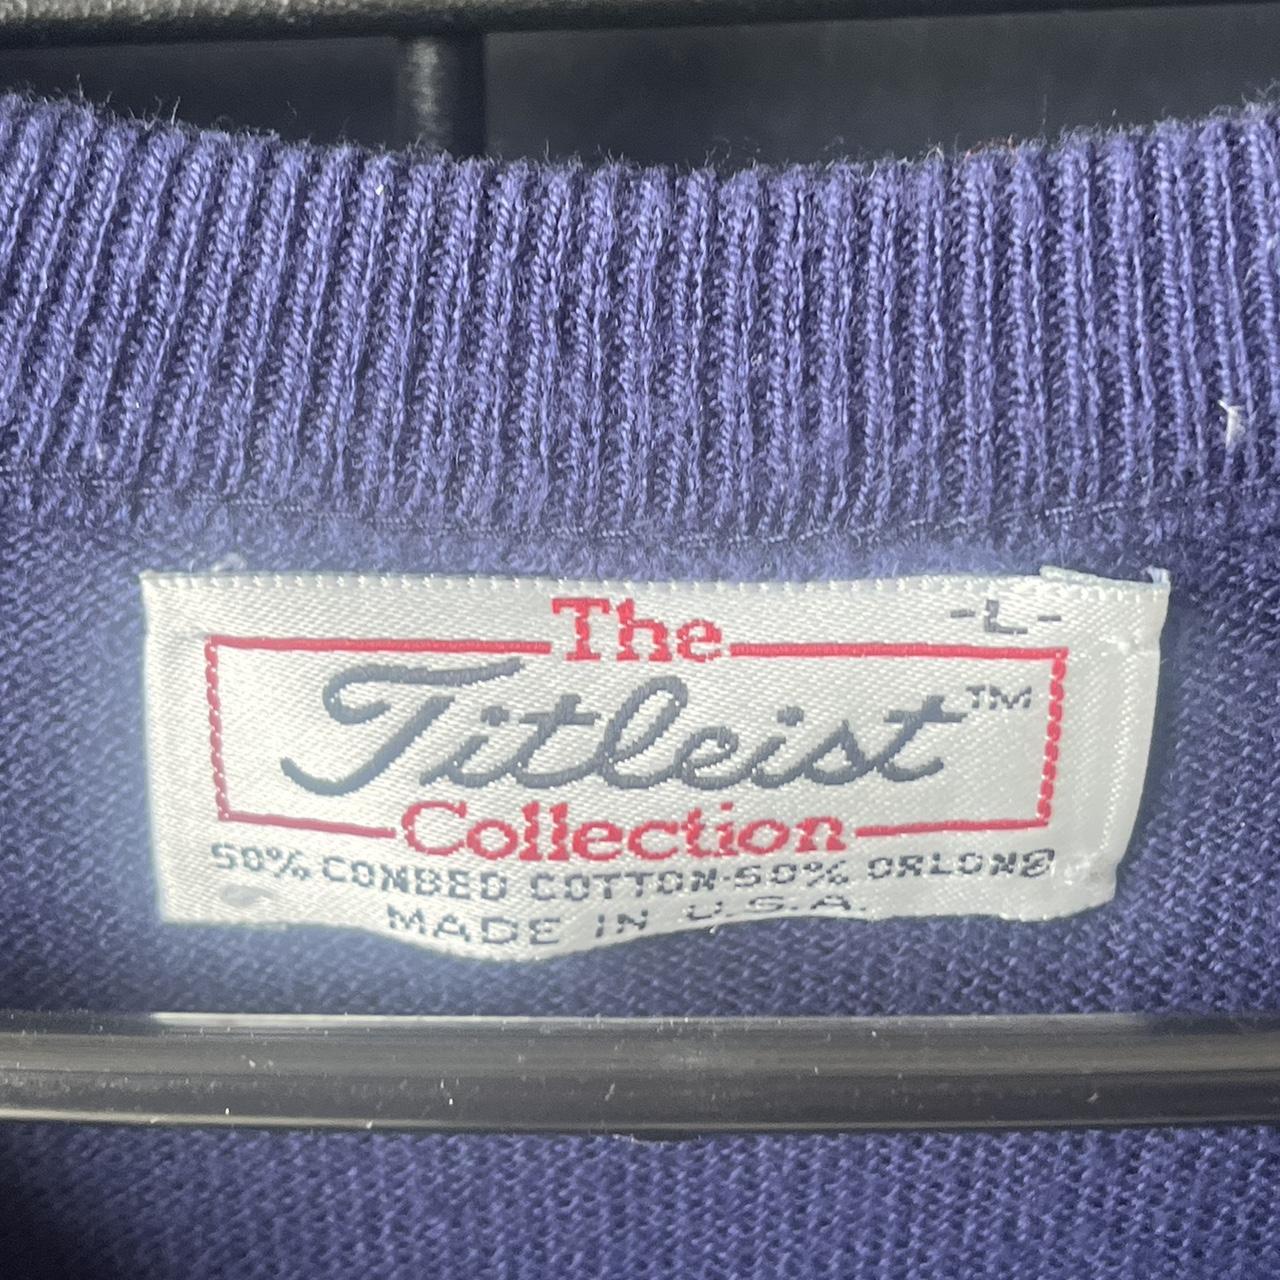 The
-L-
Titleist™
Collection
50% COMBED COTTON·50% ORLON®
MADE IN U.S.A.